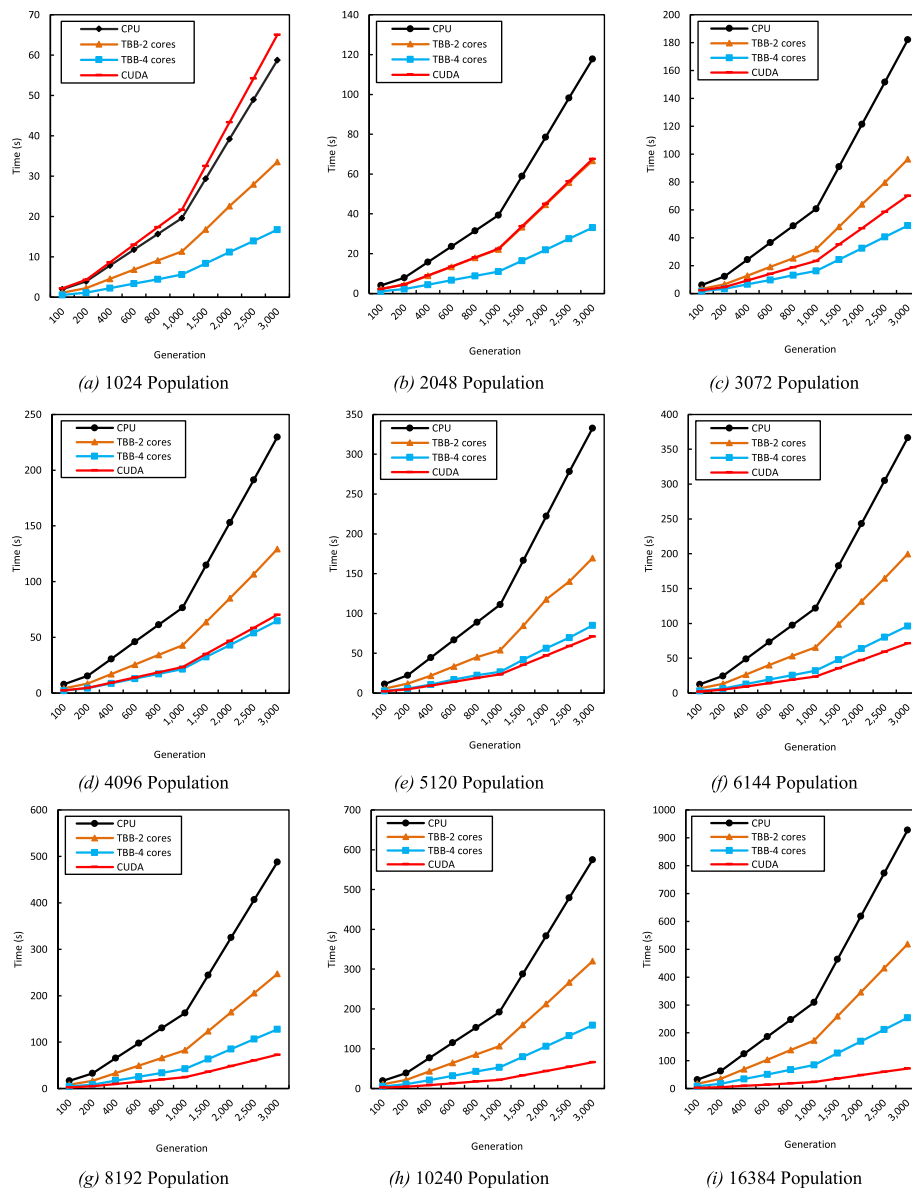 70
60
50
40
30
20
10
0
Time (s)
CPU
TBB-2 cores
TBB-4 cores
CUDA
100 200 400 600 800 1,000 1,500 2,000 2,500 3,000
Generation
(a) 1024 Population
140
120
100
80
60
40
20
0
Time (s)
CPU
TBB-2 cores
TBB-4 cores
CUDA
100 200 400 600 800 1,000 1,500 2,000 2,500 3,000
Generation
(b) 2048 Population
200
180
160
140
120
100
80
60
40
20
0
Time (s)
CPU
TBB-2 cores
TBB-4 cores
CUDA
100 200 400 600 800 1,000 1,500 2,000 2,500 3,000
Generation
(c) 3072 Population
250
200
150
100
50
0
Time (s)
CPU
TBB-2 cores
TBB-4 cores
CUDA
100 200 400 600 800 1,000 1,500 2,000 2,500 3,000
Generation
(d) 4096 Population
350
300
250
200
150
100
50
0
Time (s)
CPU
TBB-2 cores
TBB-4 cores
CUDA
100 200 400 600 800 1,000 1,500 2,000 2,500 3,000
Generation
(e) 5120 Population
400
350
300
250
200
150
100
50
0
Time (s)
CPU
TBB-2 cores
TBB-4 cores
CUDA
100 200 400 600 800 1,000 1,500 2,000 2,500 3,000
Generation
(f) 6144 Population
600
500
400
300
200
100
0
Time (s)
CPU
TBB-2 cores
TBB-4 cores
CUDA
100 200 400 600 800 1,000 1,500 2,000 2,500 3,000
Generation
(g) 8192 Population
700
600
500
400
300
200
100
0
Time (s)
CPU
TBB-2 cores
TBB-4 cores
CUDA
100 200 400 600 800 1,000 1,500 2,000 2,500 3,000
Generation
(h) 10240 Population
1000
900
800
700
600
500
400
300
200
100
0
Time (s)
CPU
TBB-2 cores
TBB-4 cores
CUDA
100 200 400 600 800 1,000 1,500 2,000 2,500 3,000
Generation
(i) 16384 Population